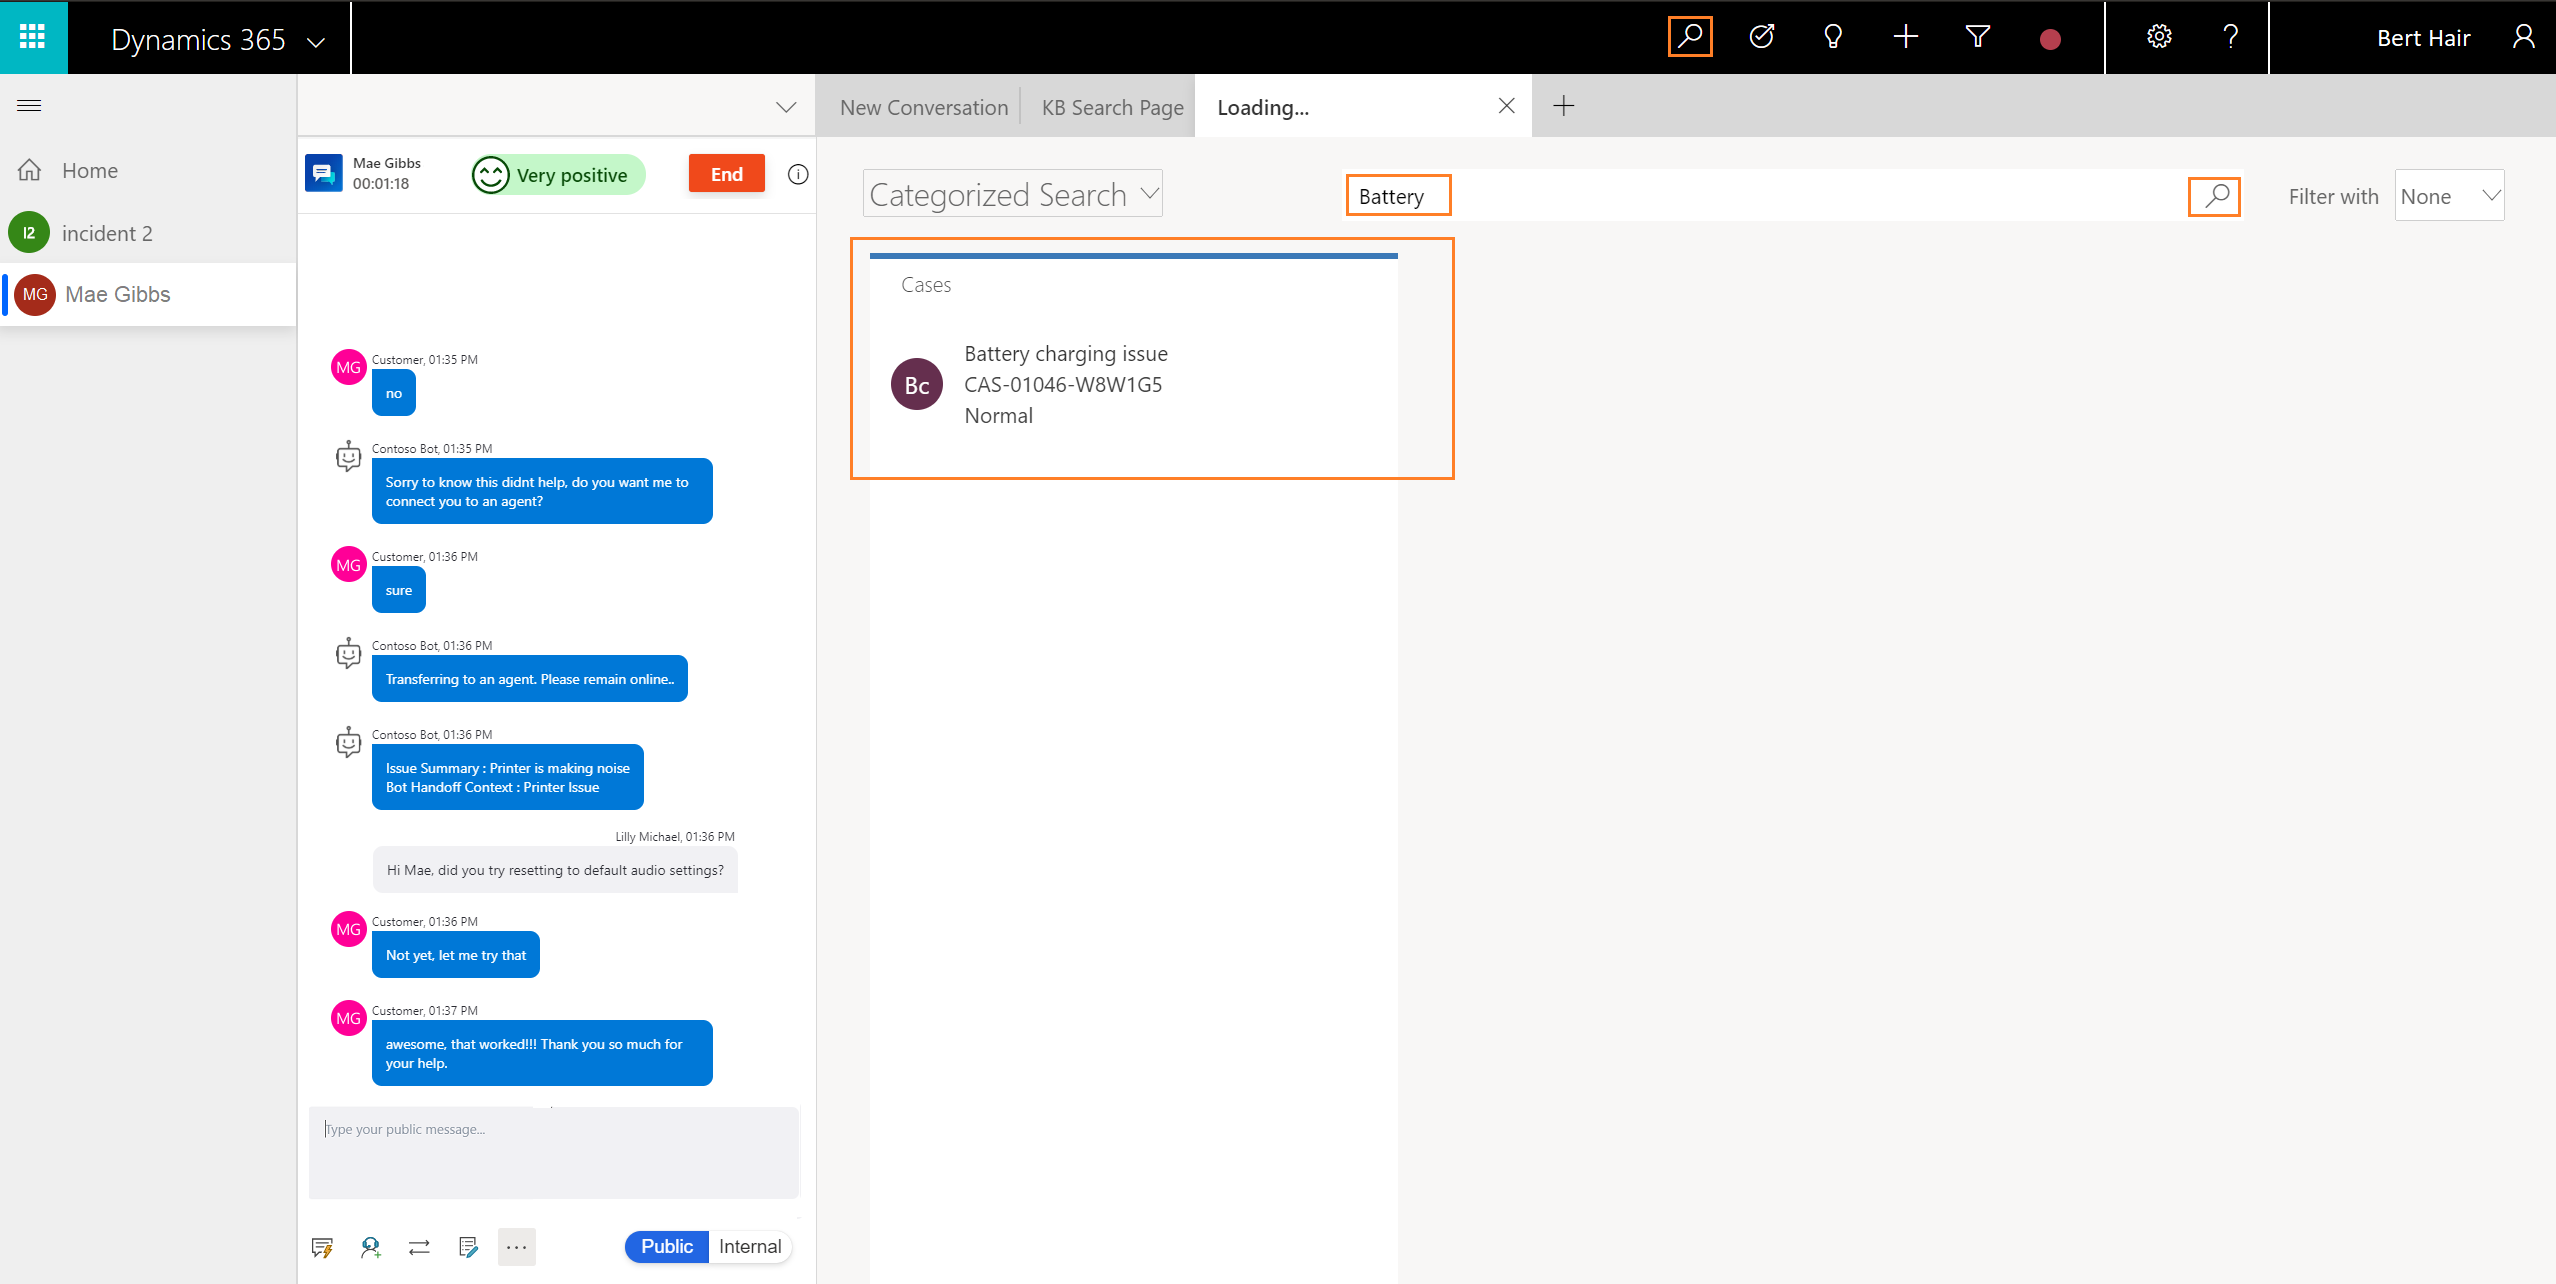 Dynamics 365
Bert Hair
Home
I2
incident 2
MG
Mae Gibbs
Mae Gibbs
00:01:18
Very positive
End
Customer, 01:35 PM
MG
no
Contoso Bot, 01:35 PM
Sorry to know this didnt help, do you want me to
connect you to an agent?
Customer, 01:36 PM
MG
sure
Contoso Bot, 01:36 PM
Transferring to an agent. Please remain online..
Contoso Bot, 01:36 PM
Issue Summary : Printer is making noise
Bot Handoff Context : Printer Issue
Lilly Michael, 01:36 PM
Hi Mae, did you try resetting to default audio settings?
Customer, 01:36 PM
MG
Not yet, let me try that
Customer, 01:37 PM
MG
awesome, that worked!!! Thank you so much for
your help.
Type your public message...
Public
Internal
New Conversation
KB Search Page
Loading...
Categorized Search
Battery
Filter with
None
Cases
Bc
Battery charging issue
CAS-01046-W8W1G5
Normal